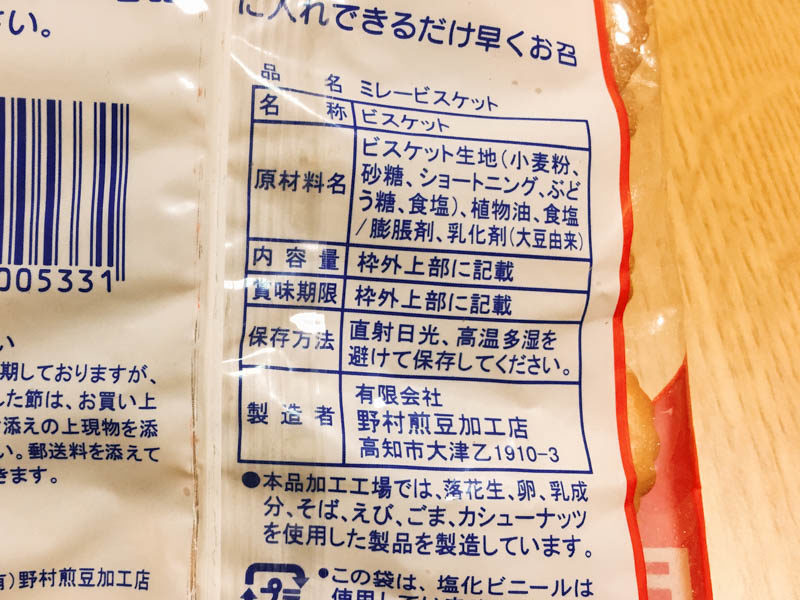 さい。
に入れできるだけ早くお召
品名 ミレービスケット
名称 ビスケット
原材料名 ビスケット生地(小麦粉、
砂糖、ショートニング、ぶど
う糖、食塩)、植物油、食塩
/膨脹剤、乳化剤(大豆由来)
内容量 枠外上部に記載
賞味期限 枠外上部に記載
保存方法 直射日光、高温多湿を
避けて保存してください。
製造者 有限会社
野村煎豆加工店
高知市大津乙1910-3
●本品加工工場では、落花生、卵、乳成
分、そば、えび、ごま、カシューナッツ
を使用した製品を製造しています。
●この袋は、塩化ビニールは
005331
い
期しておりますが、
した節は、お買い上
添えの上現物を添
い。郵送料を添えて
きます。
有)野村煎豆加工店